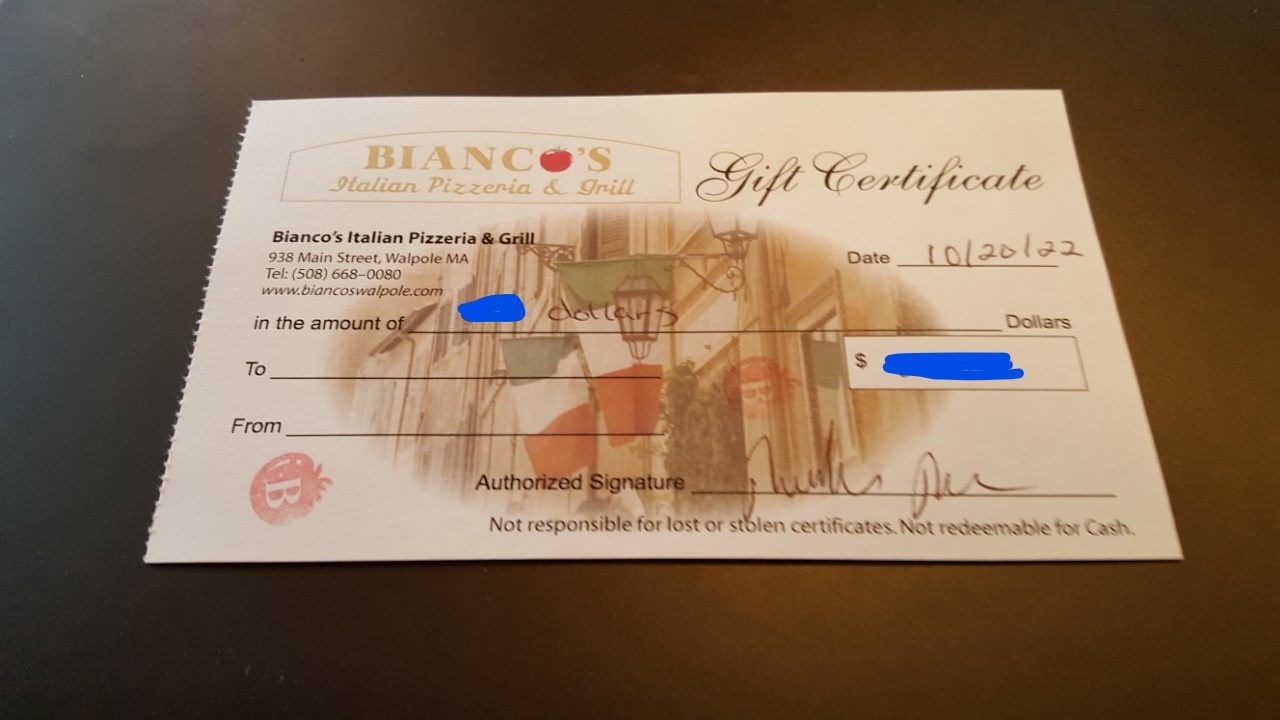 BIANCO'S
Italian Pizzeria & Grill
Gift Certificate
Bianco's Italian Pizzeria & Grill
938 Main Street, Walpole MA
Tel: (508) 668-0080
www.biancoswalpole.com
Date 10/20/22
in the amount of dollars Dollars
$
To
From
B
B
Authorized Signature
Not responsible for lost or stolen certificates. Not redeemable for Cash.